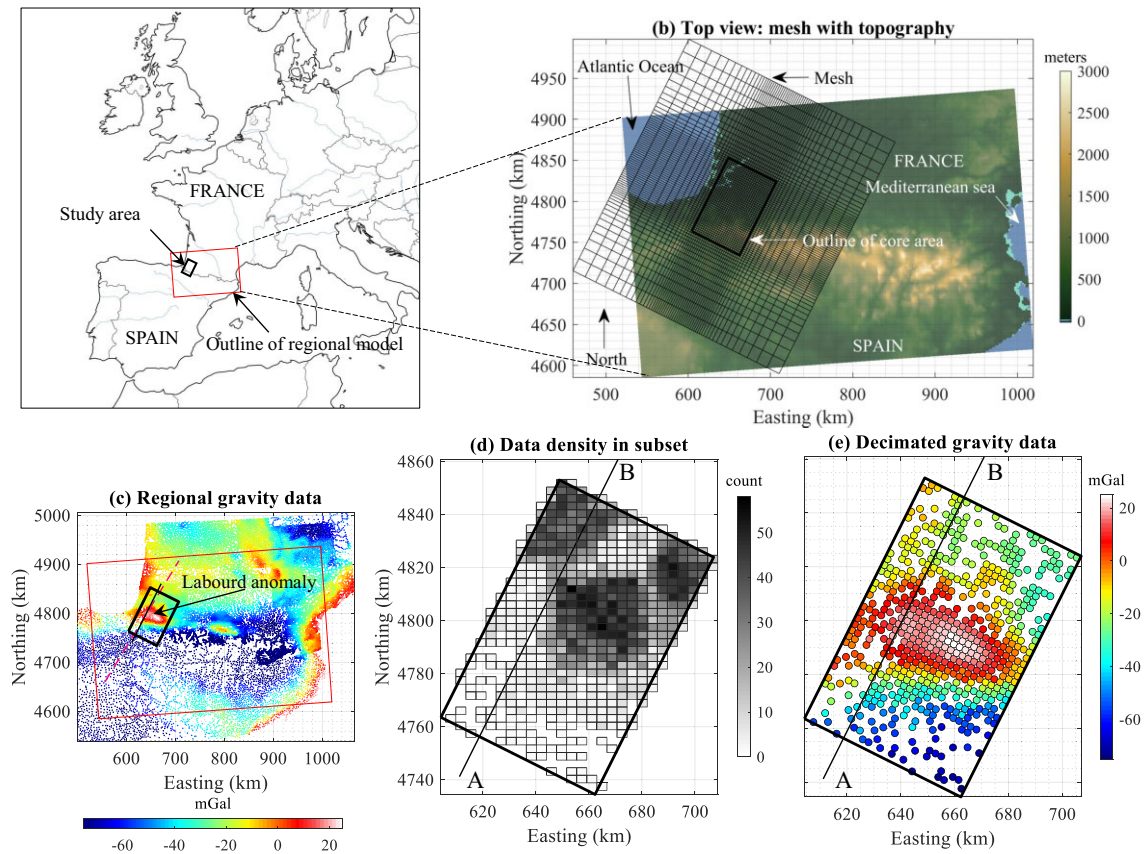 FRANCE
Study area
SPAIN
Outline of regional model
(b) Top view: mesh with topography
meters
4950
4900
4850
4800
4750
4700
4650
4600
Northing (km)
Atlantic Ocean
Mesh
FRANCE
Mediterranean sea
Outline of core area
North
SPAIN
500 600 700 800 900 1000
Easting (km)
3000
2500
2000
1500
1000
500
0
(c) Regional gravity data
5000
4900
4800
4700
4600
Northing (km)
Labourd anomaly
600 700 800 900 1000
Easting (km)
mGal
-60 -40 -20 0 20
(d) Data density in subset
4860
4840
4820
4800
4780
4760
4740
Northing (km)
B
A
620 640 660 680 700
Easting (km)
count
50
40
30
20
10
0
(e) Decimated gravity data
B
A
620 640 660 680 700
Easting (km)
mGal
20
0
-20
-40
-60